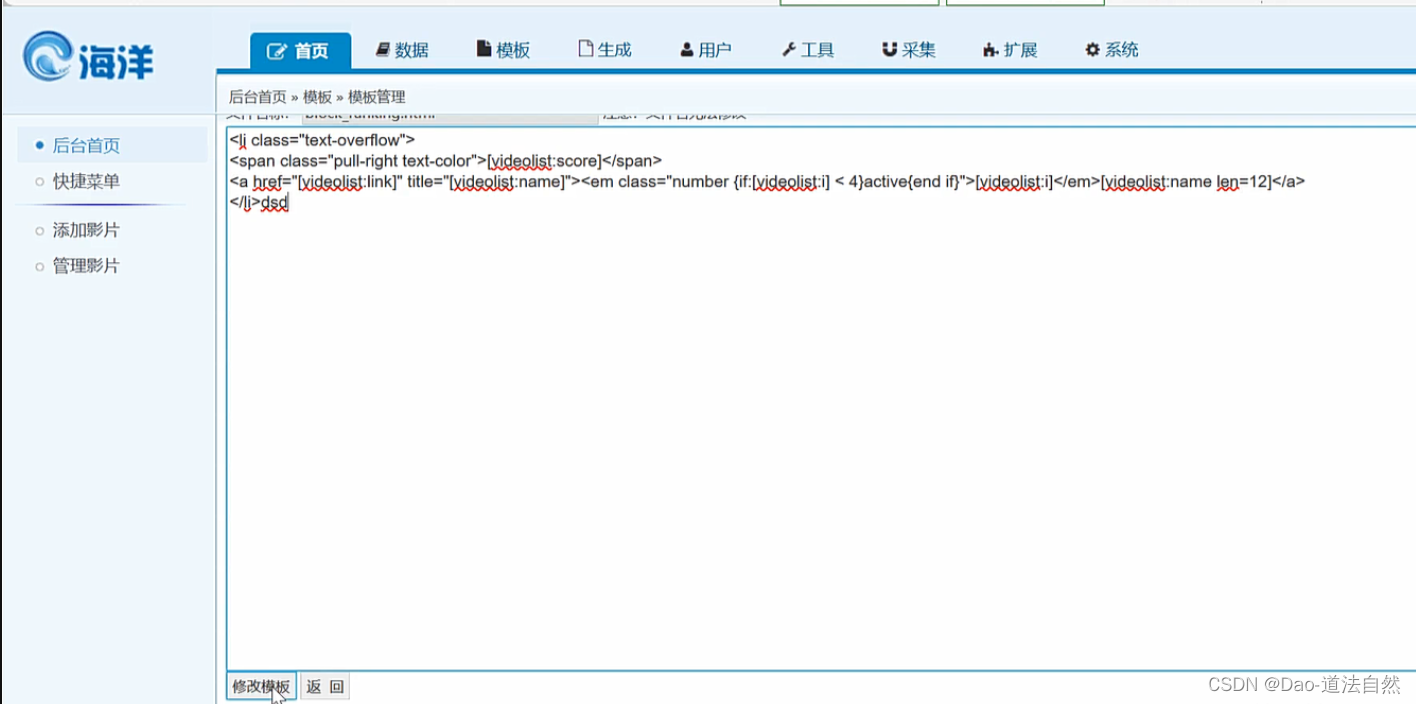 海洋
首页 数据 模板 生成 用户 工具 采集 扩展 系统
后台首页 » 模板 » 模板管理
后台首页
快捷菜单
添加影片
管理影片
block_ranking.html
<li class="text-overflow">
<span class="pull-right text-color">[videolist:score]</span>
<a href="[videolist:link]" title="[videolist:name]"><em class="number {if:[videolist:i] < 4}active{end if}">[videolist:i]</em>[videolist:name len=12]</a>
</li>dsd
修改模板 返 回
CSDN @Dao-道法自然